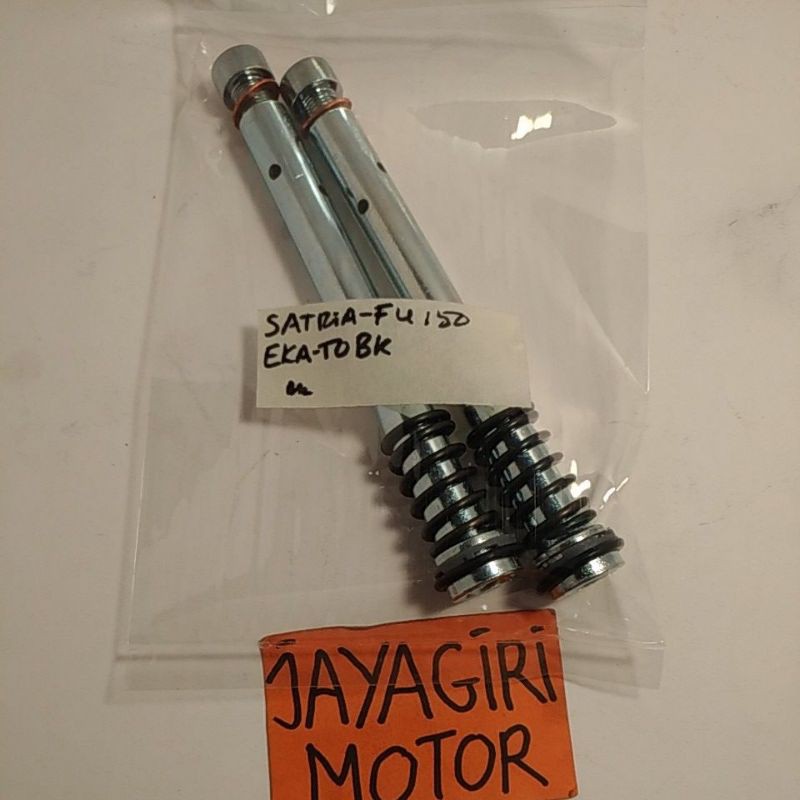 SATRiA-FU 150
EKA-TOBK
JAYAGiRi
MOTOR